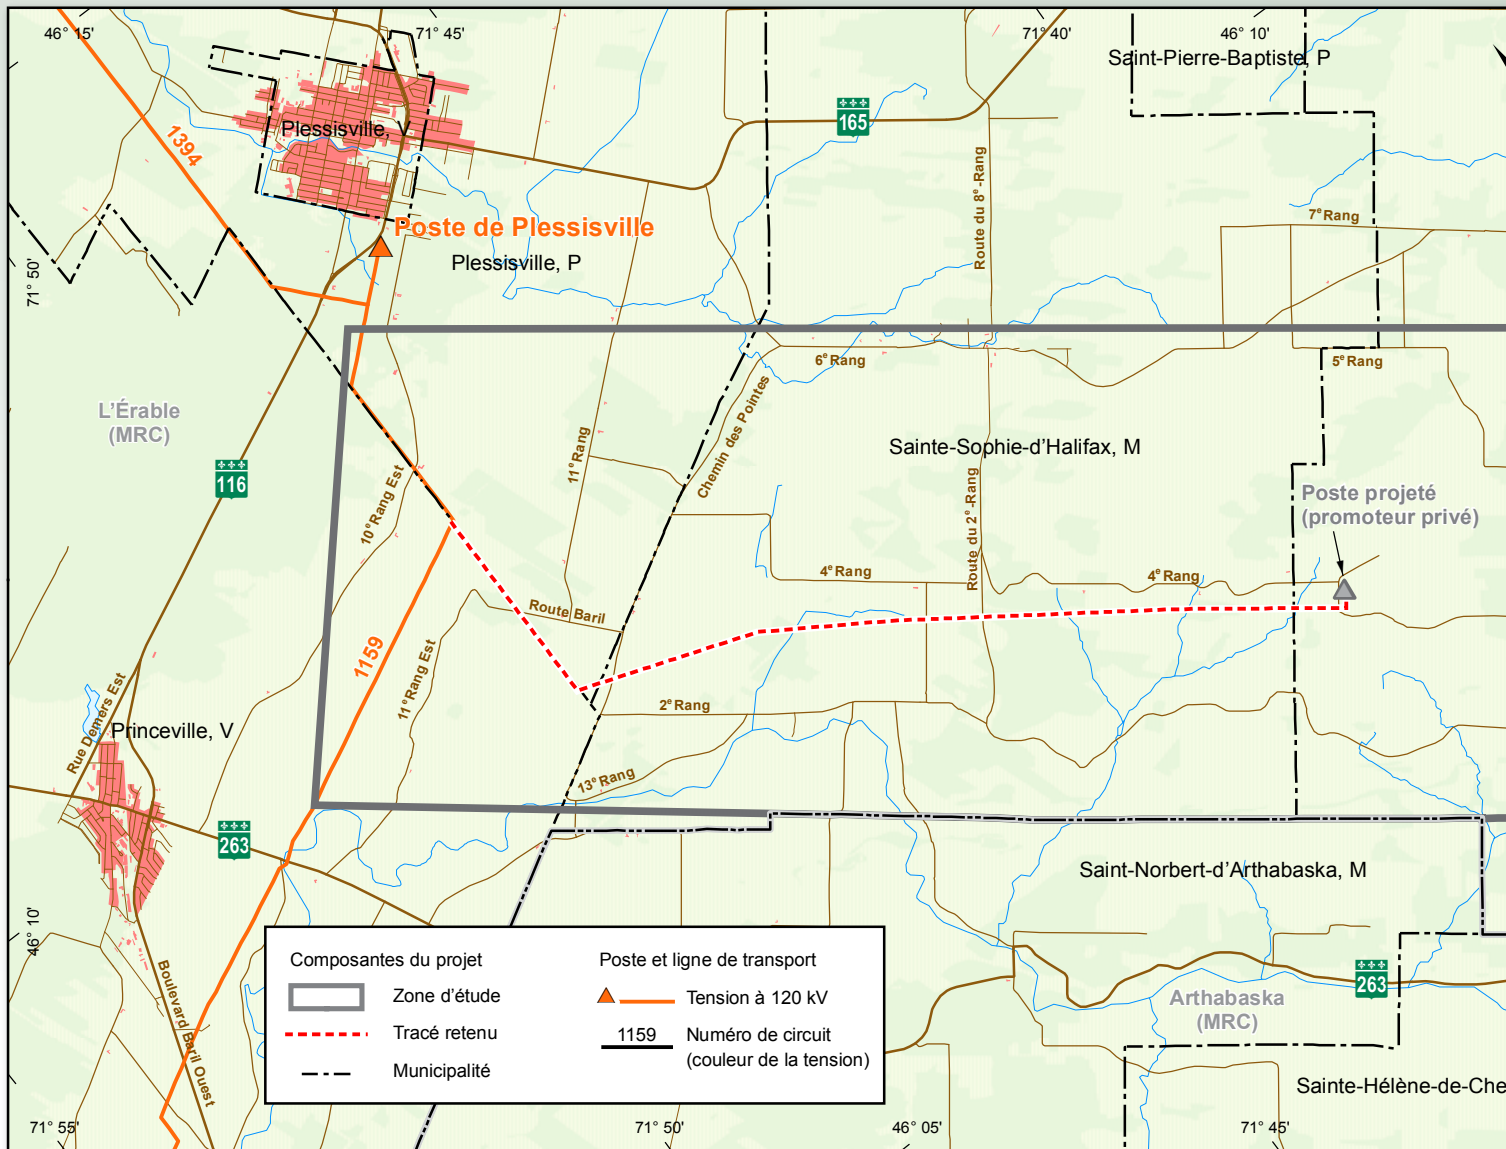 46° 15'
71° 45'
71° 40'
46° 10'
Saint-Pierre-Baptiste, P
165
Plessisville, V
1394
Route du 8e-Rang
7e Rang
Poste de Plessisville
Plessisville, P
71° 50'
6e Rang
5e Rang
L'Érable
(MRC)
Chemin des Pointes
Sainte-Sophie-d'Halifax, M
116
11e Rang
10e Rang Est
Route du 2e-Rang
Poste projeté
(promoteur privé)
4e Rang
4e Rang
Route Baril
1159
11e Rang Est
2e Rang
Rue Demers Est
Princeville, V
13e Rang
263
Saint-Norbert-d'Arthabaska, M
46° 10'
Boulevard Baril Ouest
Composantes du projet
Zone d'étude
Tracé retenu
Municipalité
Poste et ligne de transport
Tension à 120 kV
1159
Numéro de circuit
(couleur de la tension)
263
Arthabaska
(MRC)
Sainte-Hélène-de-Che
71° 55'
71° 50'
46° 05'
71° 45'